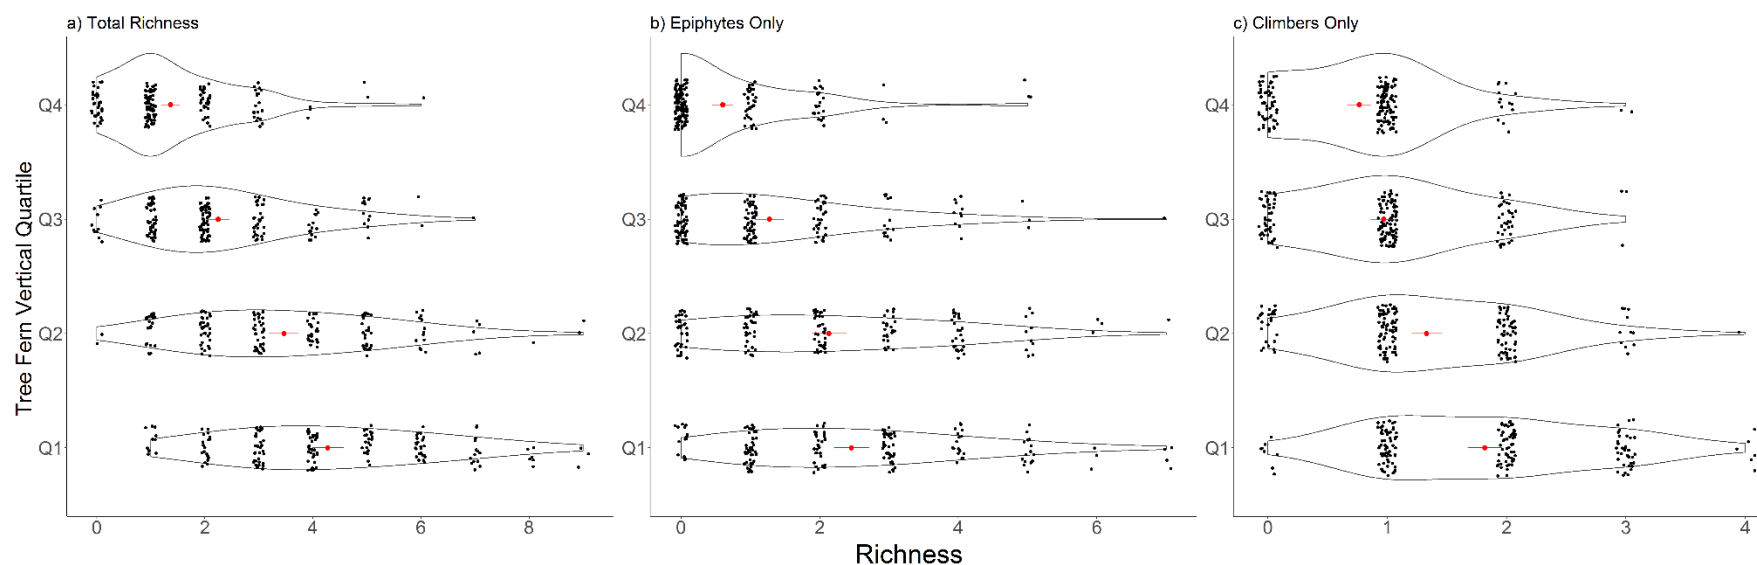 a) Total Richness
b) Epiphytes Only
c) Climbers Only
Tree Fern Vertical Quartile
Q4
Q3
Q2
Q1
0 2 4 6 8
Q4
Q3
Q2
Q1
0 2 4 6
Q4
Q3
Q2
Q1
0 1 2 3 4
Richness